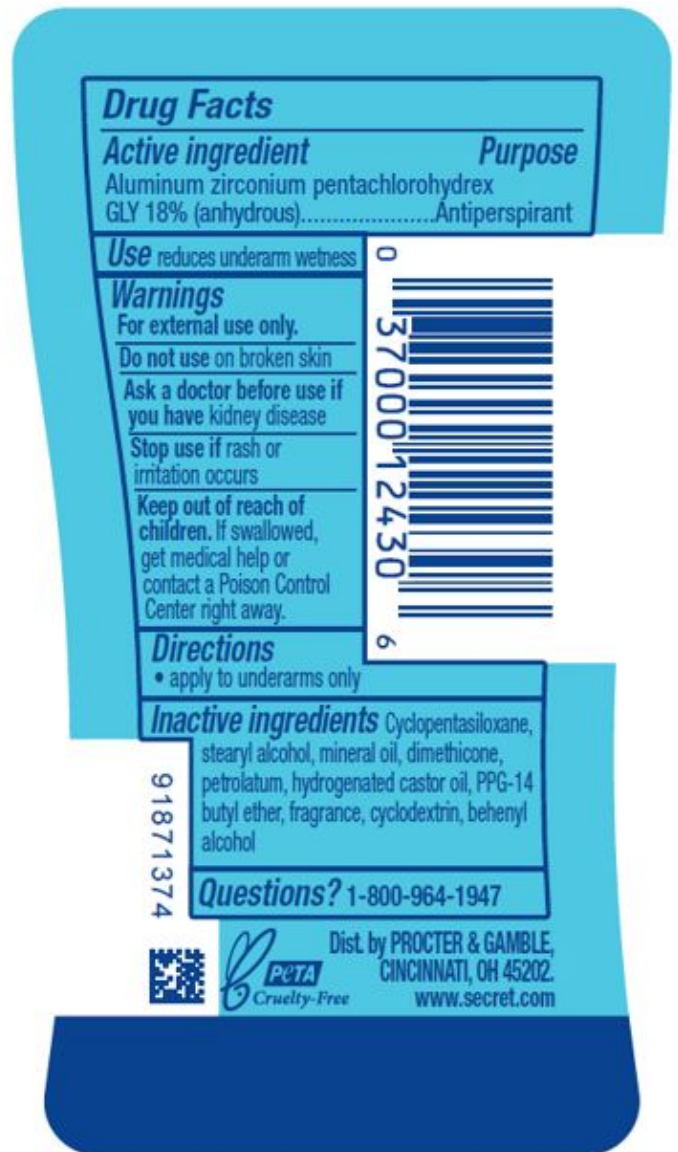 Drug Facts
Active ingredient Purpose
Aluminum zirconium pentachlorohydrex
GLY 18% (anhydrous).....................Antiperspirant
Use reduces underarm wetness
Warnings
For external use only.
Do not use on broken skin
Ask a doctor before use if
you have kidney disease
Stop use if rash or
irritation occurs
Keep out of reach of
children. If swallowed,
get medical help or
contact a Poison Control
Center right away.
0 37000 12430 6
Directions
• apply to underarms only
Inactive ingredients Cyclopentasiloxane,
stearyl alcohol, mineral oil, dimethicone,
petrolatum, hydrogenated castor oil, PPG-14
butyl ether, fragrance, cyclodextrin, behenyl
alcohol
91871374
Questions? 1-800-964-1947
PeTA
Cruelty-Free
Dist. by PROCTER & GAMBLE,
CINCINNATI, OH 45202.
www.secret.com